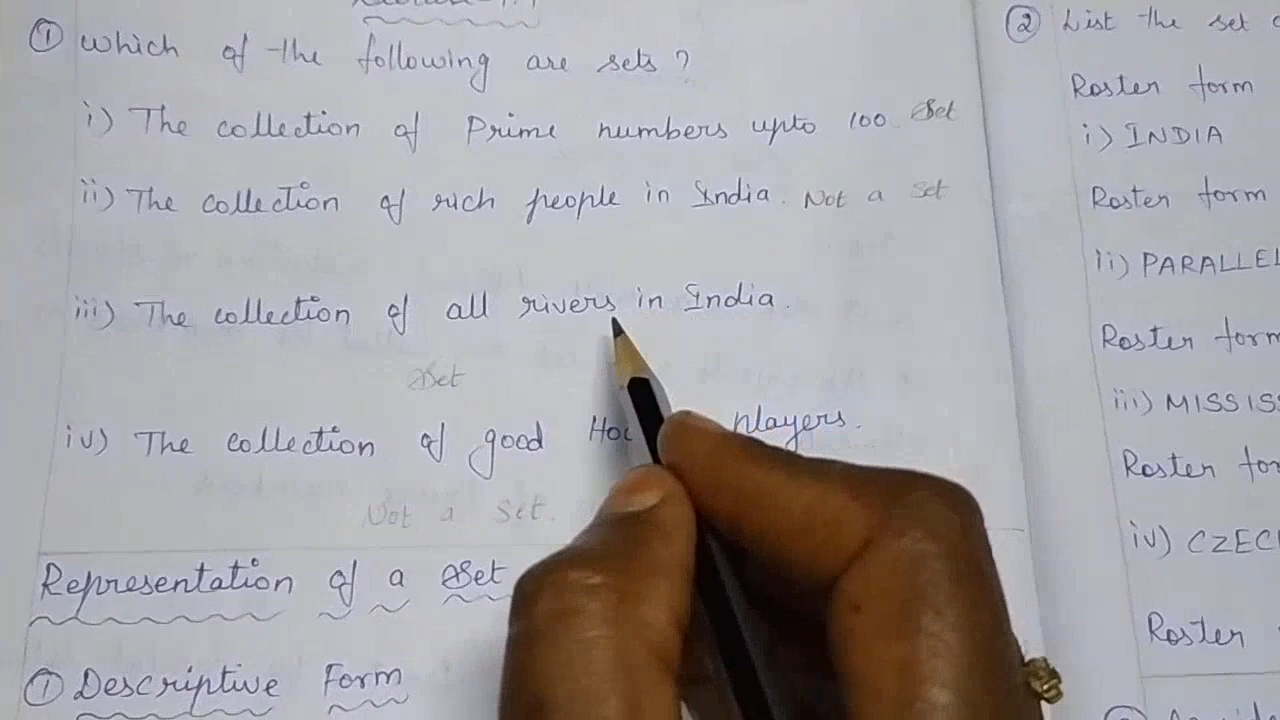 ① Which of the following are sets?
i) The collection of Prime numbers upto 100. Set
ii) The collection of rich people in India. Not a set
iii) The collection of all rivers in India.
Set
iv) The collection of good players.
Not a set.
Representation of a Set
① Descriptive Form
② List the set
Roster form
i) INDIA
Roster form
ii) PARALLEL
Roster form
iii) MISSISS
Roster for
iv) CZEC
Roster